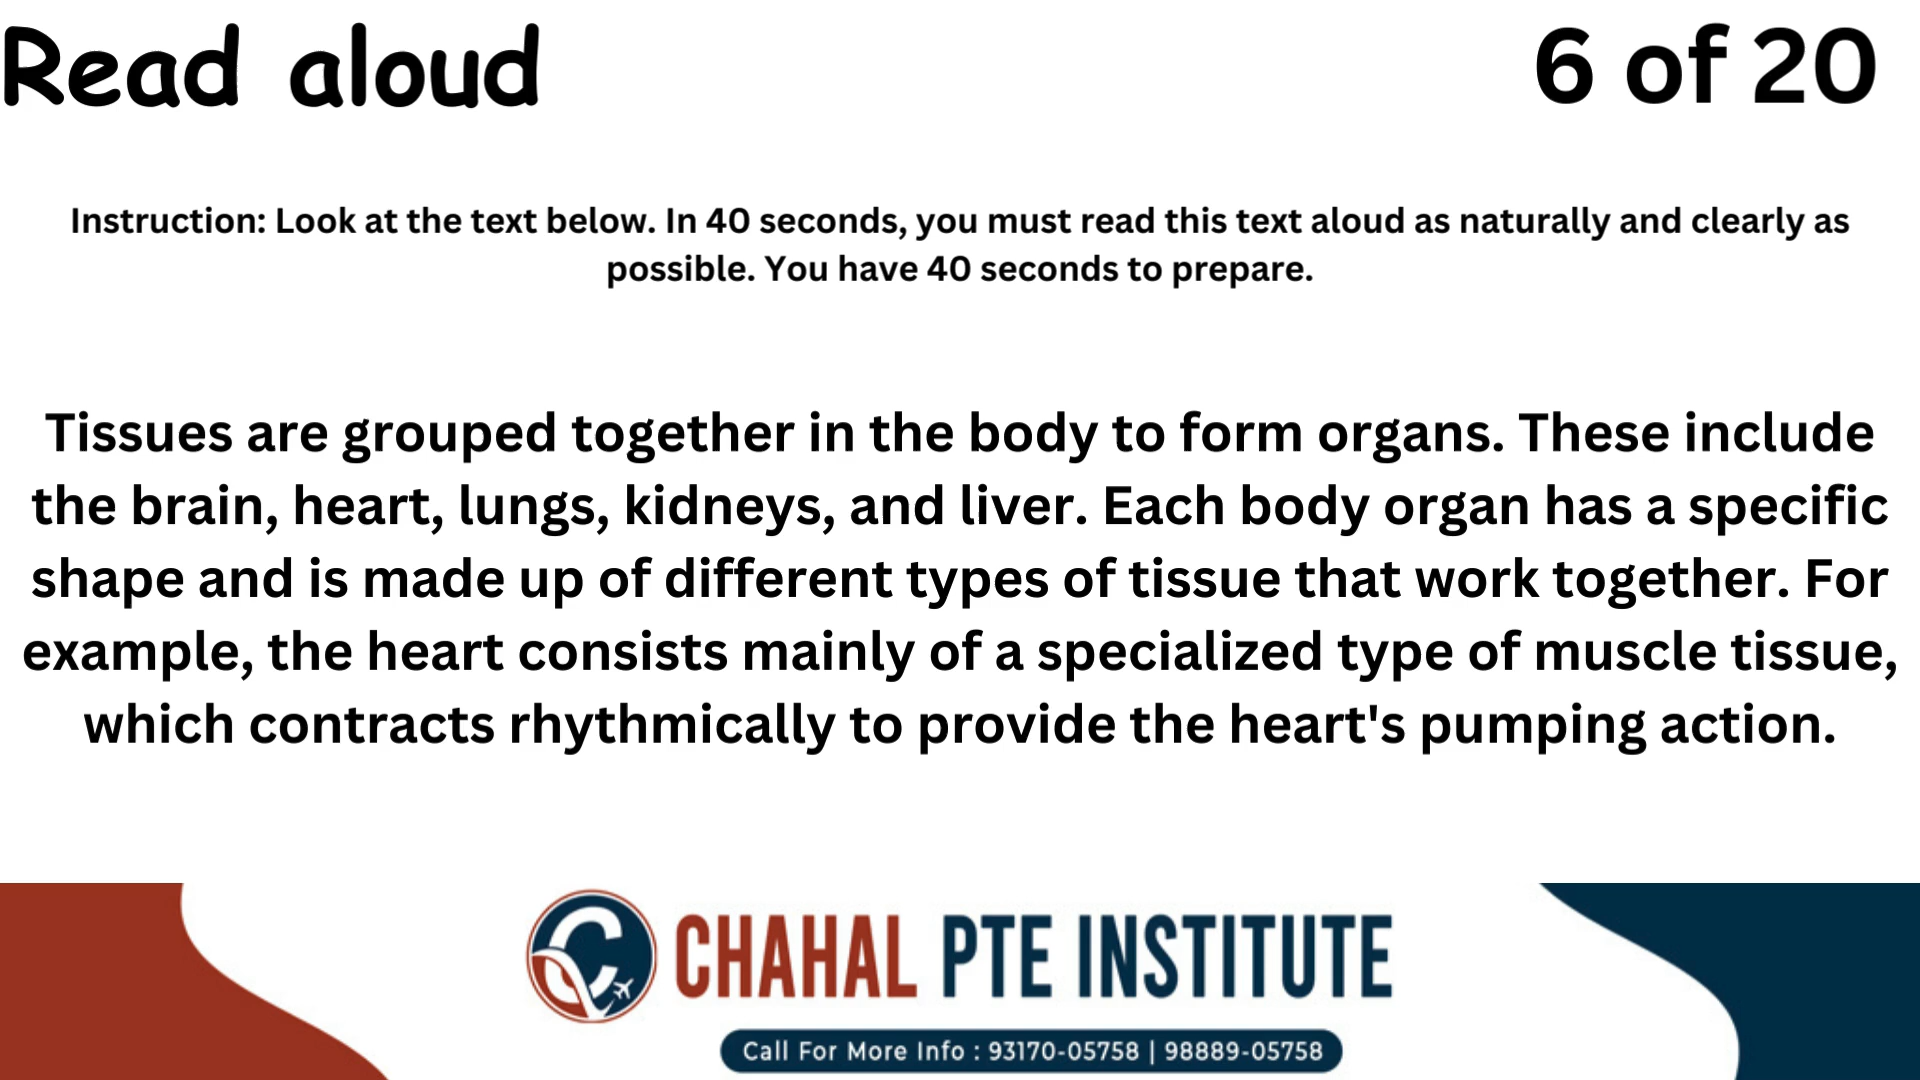 Read aloud
6 of 20
Instruction: Look at the text below. In 40 seconds, you must read this text aloud as naturally and clearly as
possible. You have 40 seconds to prepare.
Tissues are grouped together in the body to form organs. These include
the brain, heart, lungs, kidneys, and liver. Each body organ has a specific
shape and is made up of different types of tissue that work together. For
example, the heart consists mainly of a specialized type of muscle tissue,
which contracts rhythmically to provide the heart's pumping action.
CHAHAL PTE INSTITUTE
Call For More Info : 93170-05758 | 98889-05758